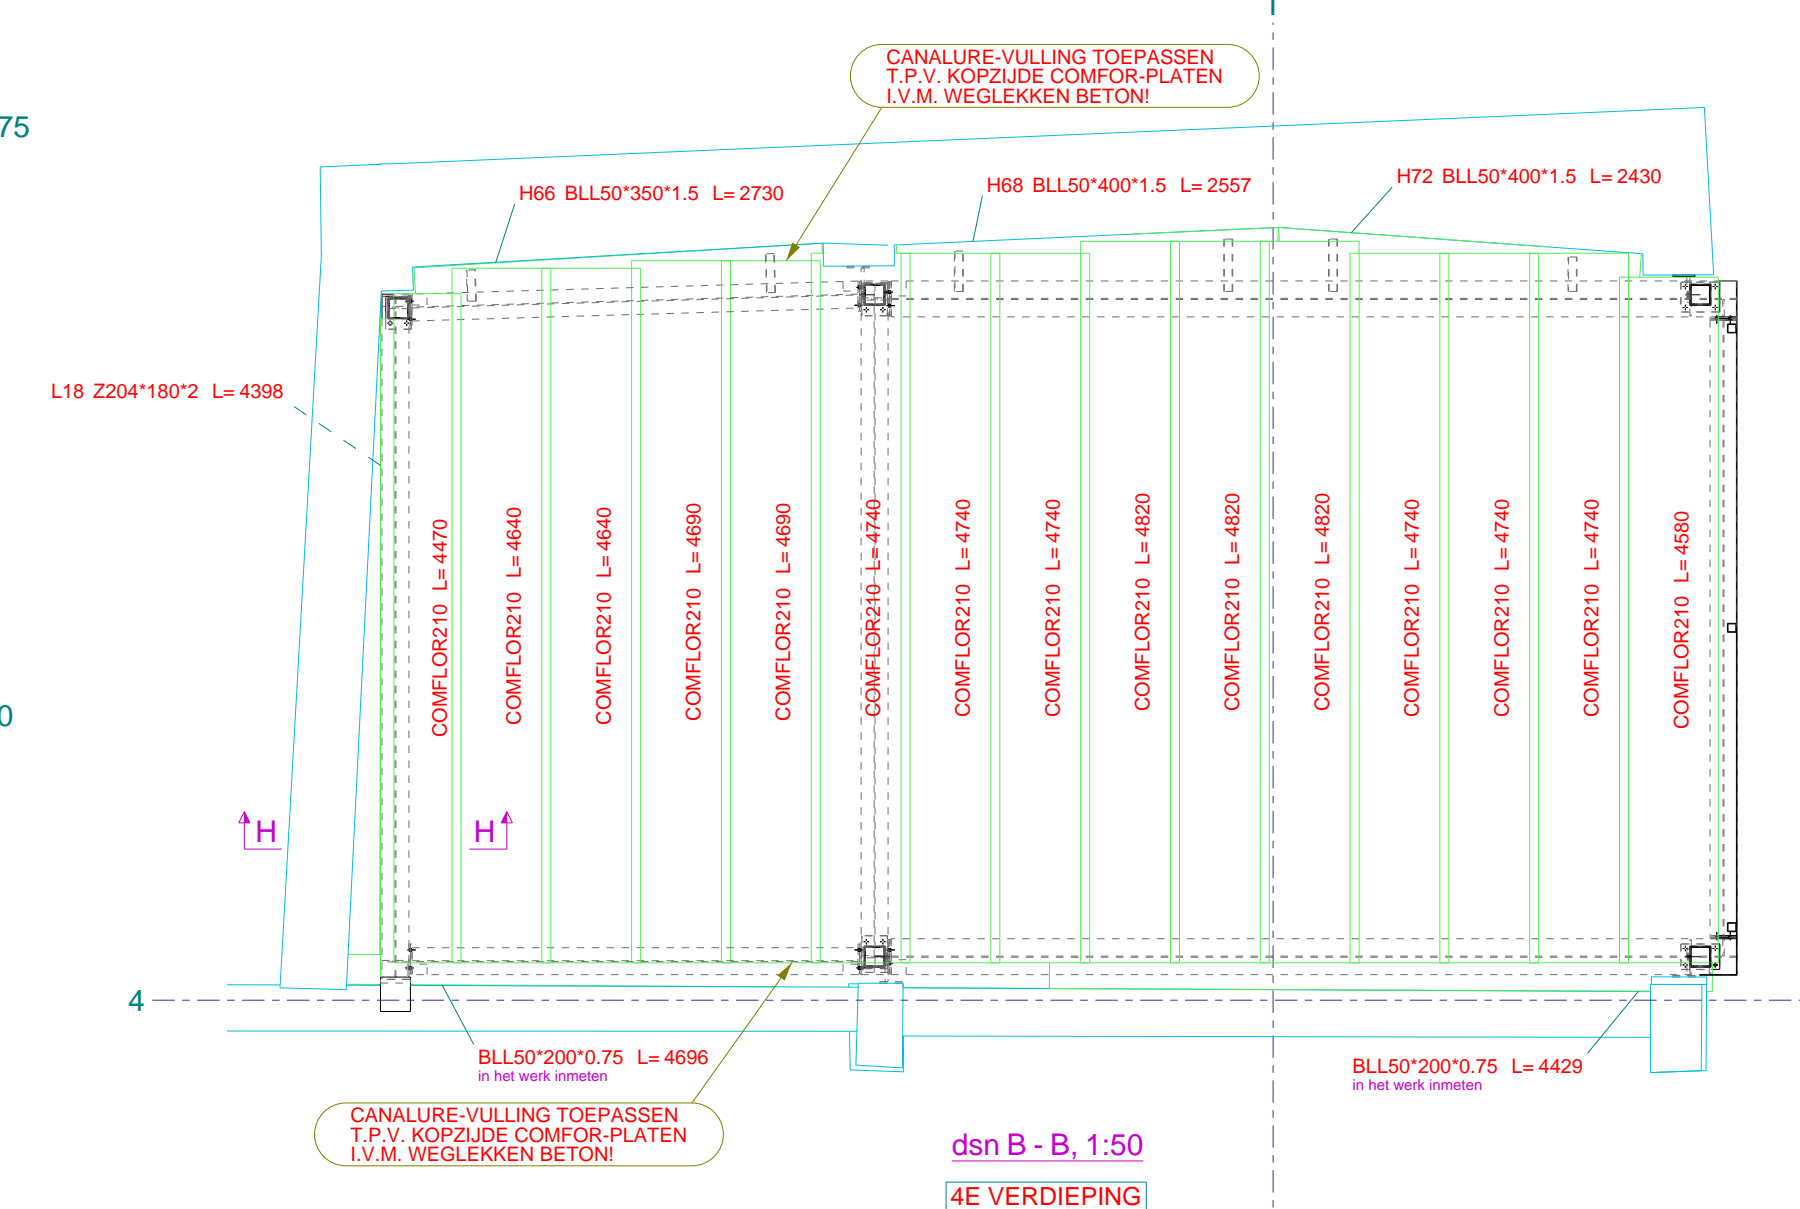 CANALURE-VULLING TOEPASSEN
T.P.V. KOPZIJDE COMFOR-PLATEN
I.V.M. WEGLEKKEN BETON!
75
H66 BLL50*350*1.5 L= 2730
H68 BLL50*400*1.5 L= 2557
H72 BLL50*400*1.5 L= 2430
L18 Z204*180*2 L= 4398
COMFLOR210 L= 4470
COMFLOR210 L= 4640
COMFLOR210 L= 4640
COMFLOR210 L= 4690
COMFLOR210 L= 4690
COMFLOR210 L= 4740
COMFLOR210 L= 4740
COMFLOR210 L= 4740
COMFLOR210 L= 4820
COMFLOR210 L= 4820
COMFLOR210 L= 4820
COMFLOR210 L= 4740
COMFLOR210 L= 4740
COMFLOR210 L= 4740
COMFLOR210 L= 4580
0
H
H
4
BLL50*200*0.75 L= 4696
in het werk inmeten
BLL50*200*0.75 L= 4429
in het werk inmeten
CANALURE-VULLING TOEPASSEN
T.P.V. KOPZIJDE COMFOR-PLATEN
I.V.M. WEGLEKKEN BETON!
dsn B - B, 1:50
4E VERDIEPING